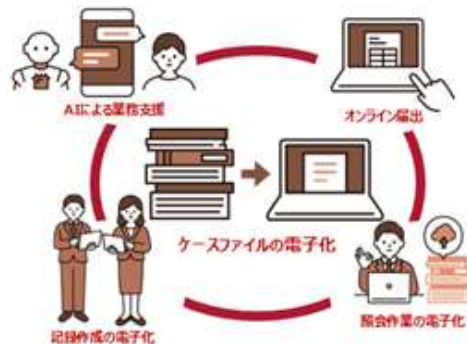 AIによる業務支援
オンライン届出
ケースファイルの電子化
記録作成の電子化
照会作業の電子化